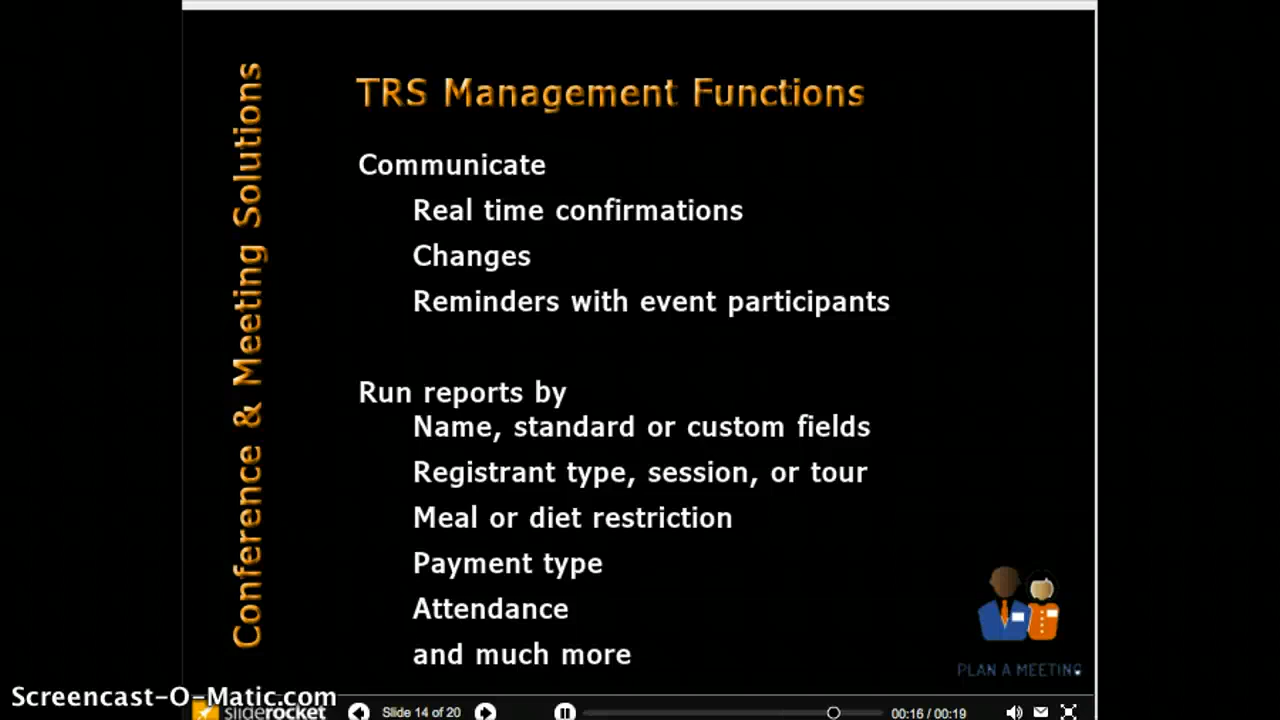 Conference & Meeting Solutions
TRS Management Functions
Communicate
Real time confirmations
Changes
Reminders with event participants
Run reports by
Name, standard or custom fields
Registrant type, session, or tour
Meal or diet restriction
Payment type
Attendance
and much more
PLAN A MEETING
Screencast-O-Matic.com
sliderocket
Slide 14 of 20
00:16 / 00:19